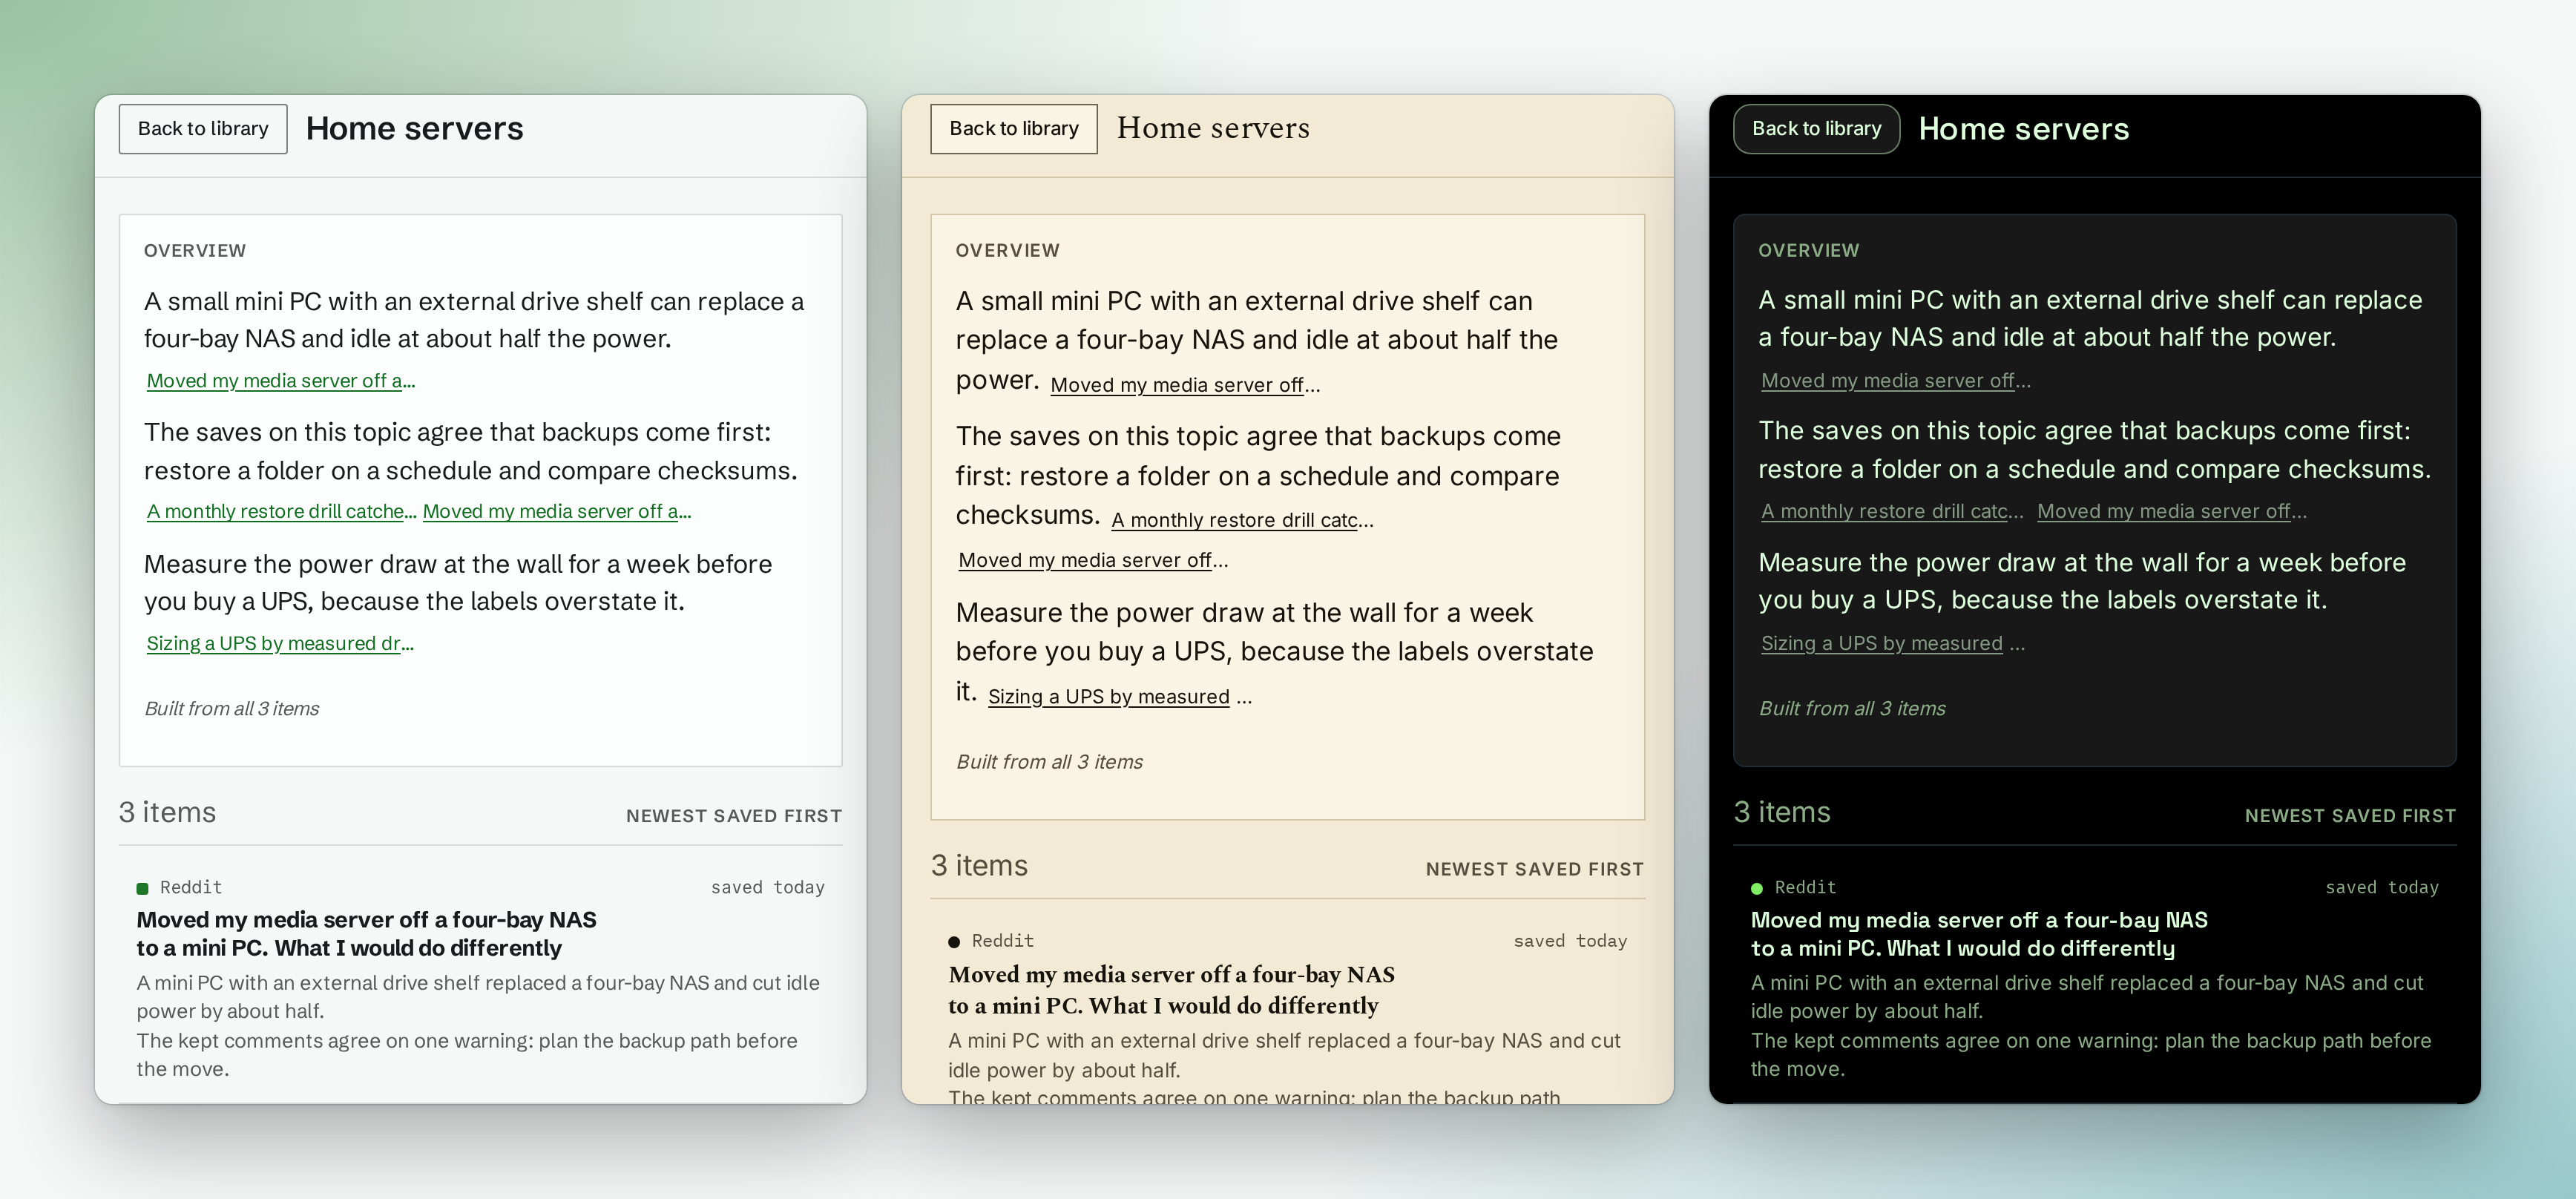 Back to library
Home servers
OVERVIEW
A small mini PC with an external drive shelf can replace a
four-bay NAS and idle at about half the power.
Moved my media server off a...
The saves on this topic agree that backups come first:
restore a folder on a schedule and compare checksums.
A monthly restore drill catche... Moved my media server off a...
Measure the power draw at the wall for a week before
you buy a UPS, because the labels overstate it.
Sizing a UPS by measured dr...
Built from all 3 items
3 items
NEWEST SAVED FIRST
Reddit
saved today
Moved my media server off a four-bay NAS
to a mini PC. What I would do differently
A mini PC with an external drive shelf replaced a four-bay NAS and cut idle
power by about half.
The kept comments agree on one warning: plan the backup path before
the move.
Back to library
Home servers
OVERVIEW
A small mini PC with an external drive shelf can
replace a four-bay NAS and idle at about half the
power. Moved my media server off...
The saves on this topic agree that backups come
first: restore a folder on a schedule and compare
checksums. A monthly restore drill catc...
Moved my media server off...
Measure the power draw at the wall for a week
before you buy a UPS, because the labels overstate
it. Sizing a UPS by measured ...
Built from all 3 items
3 items
NEWEST SAVED FIRST
Reddit
saved today
Moved my media server off a four-bay NAS
to a mini PC. What I would do differently
A mini PC with an external drive shelf replaced a four-bay NAS and cut
idle power by about half.
The kept comments agree on one warning: plan the backup path
Back to library
Home servers
OVERVIEW
A small mini PC with an external drive shelf can replace
a four-bay NAS and idle at about half the power.
Moved my media server off...
The saves on this topic agree that backups come first:
restore a folder on a schedule and compare checksums.
A monthly restore drill catc... Moved my media server off...
Measure the power draw at the wall for a week before
you buy a UPS, because the labels overstate it.
Sizing a UPS by measured ...
Built from all 3 items
3 items
NEWEST SAVED FIRST
Reddit
saved today
Moved my media server off a four-bay NAS
to a mini PC. What I would do differently
A mini PC with an external drive shelf replaced a four-bay NAS and cut
idle power by about half.
The kept comments agree on one warning: plan the backup path before
the move.